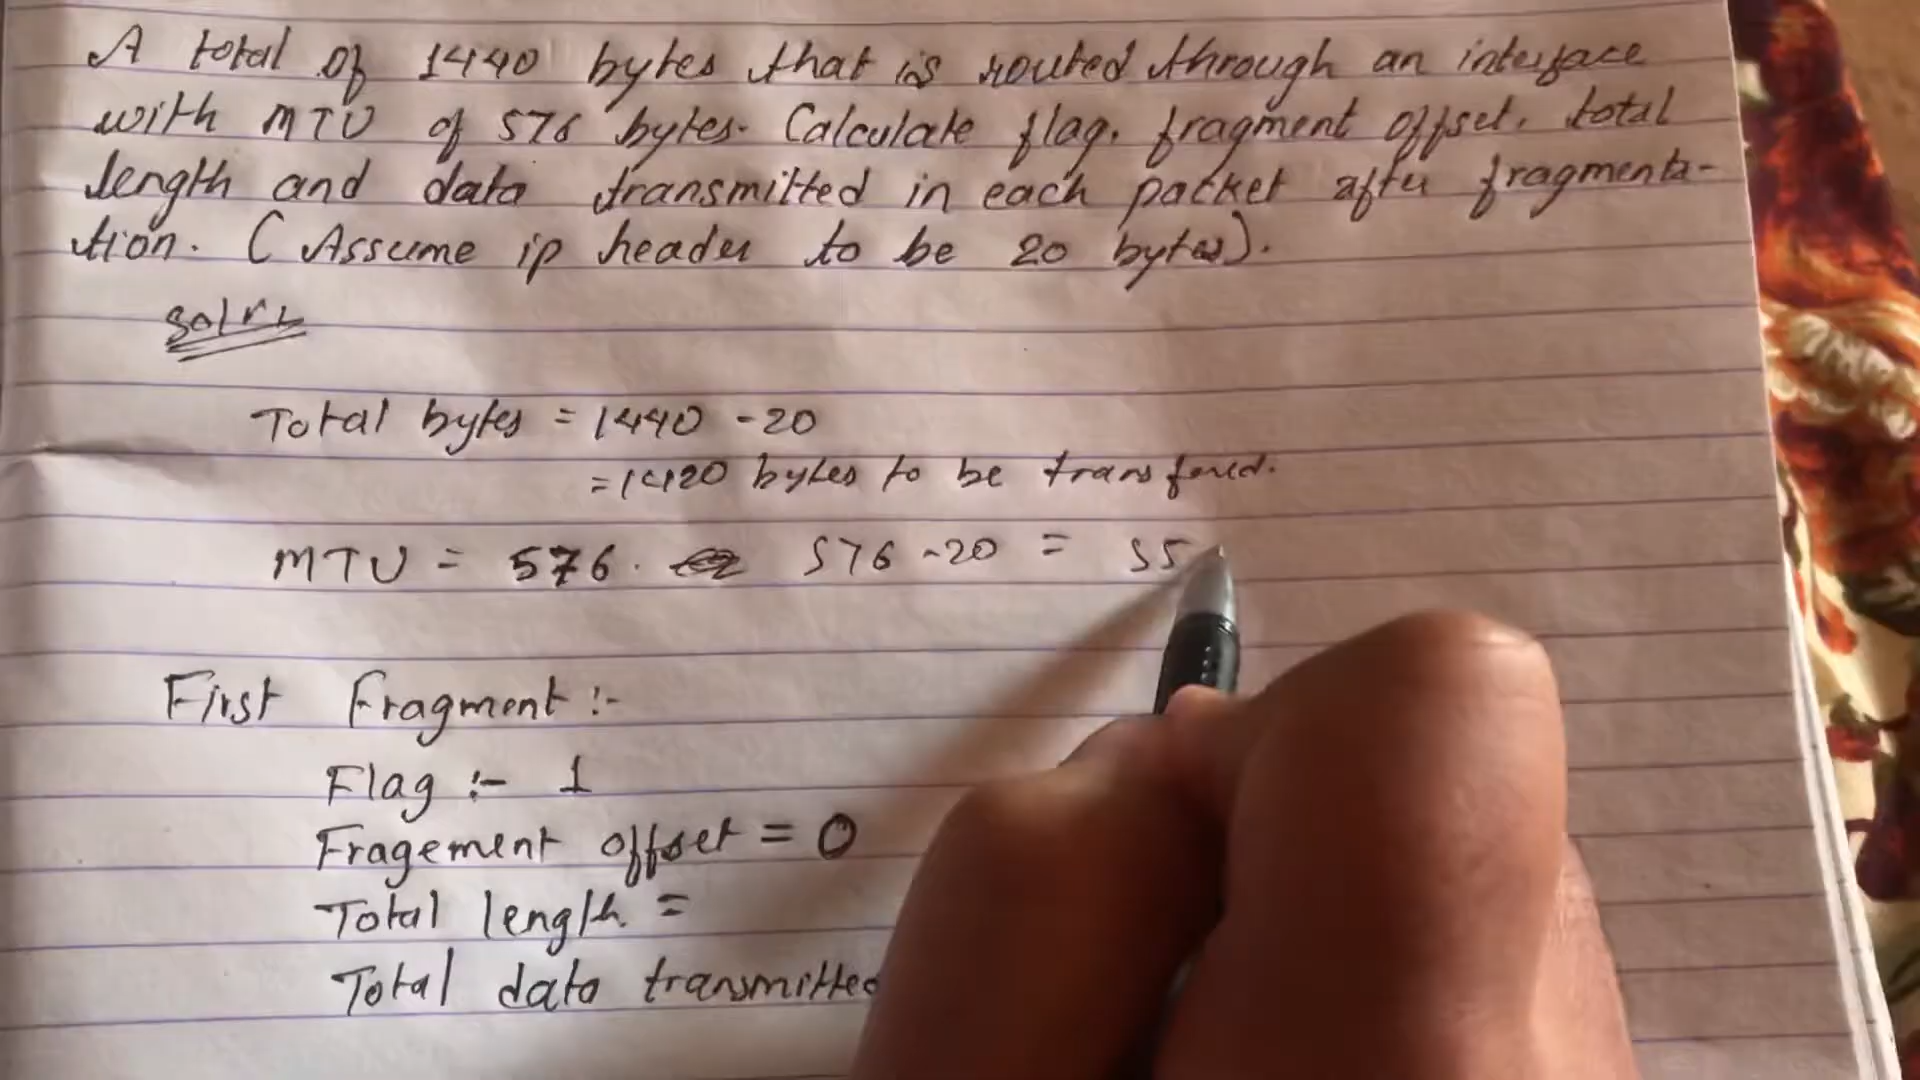 A total of 1440 bytes that is routed through an interface
with MTU of 576 bytes. Calculate flag, fragment offset, total
length and data transmitted in each packet after fragmenta-
tion. ( Assume ip header to be 20 bytes).
Soln
Total bytes = 1440 - 20
= 1420 bytes to be transfered.
MTU = 576. 576 - 20 = 55
First Fragment :-
Flag :- 1
Fragement offset = 0
Total length =
Total data transmitted